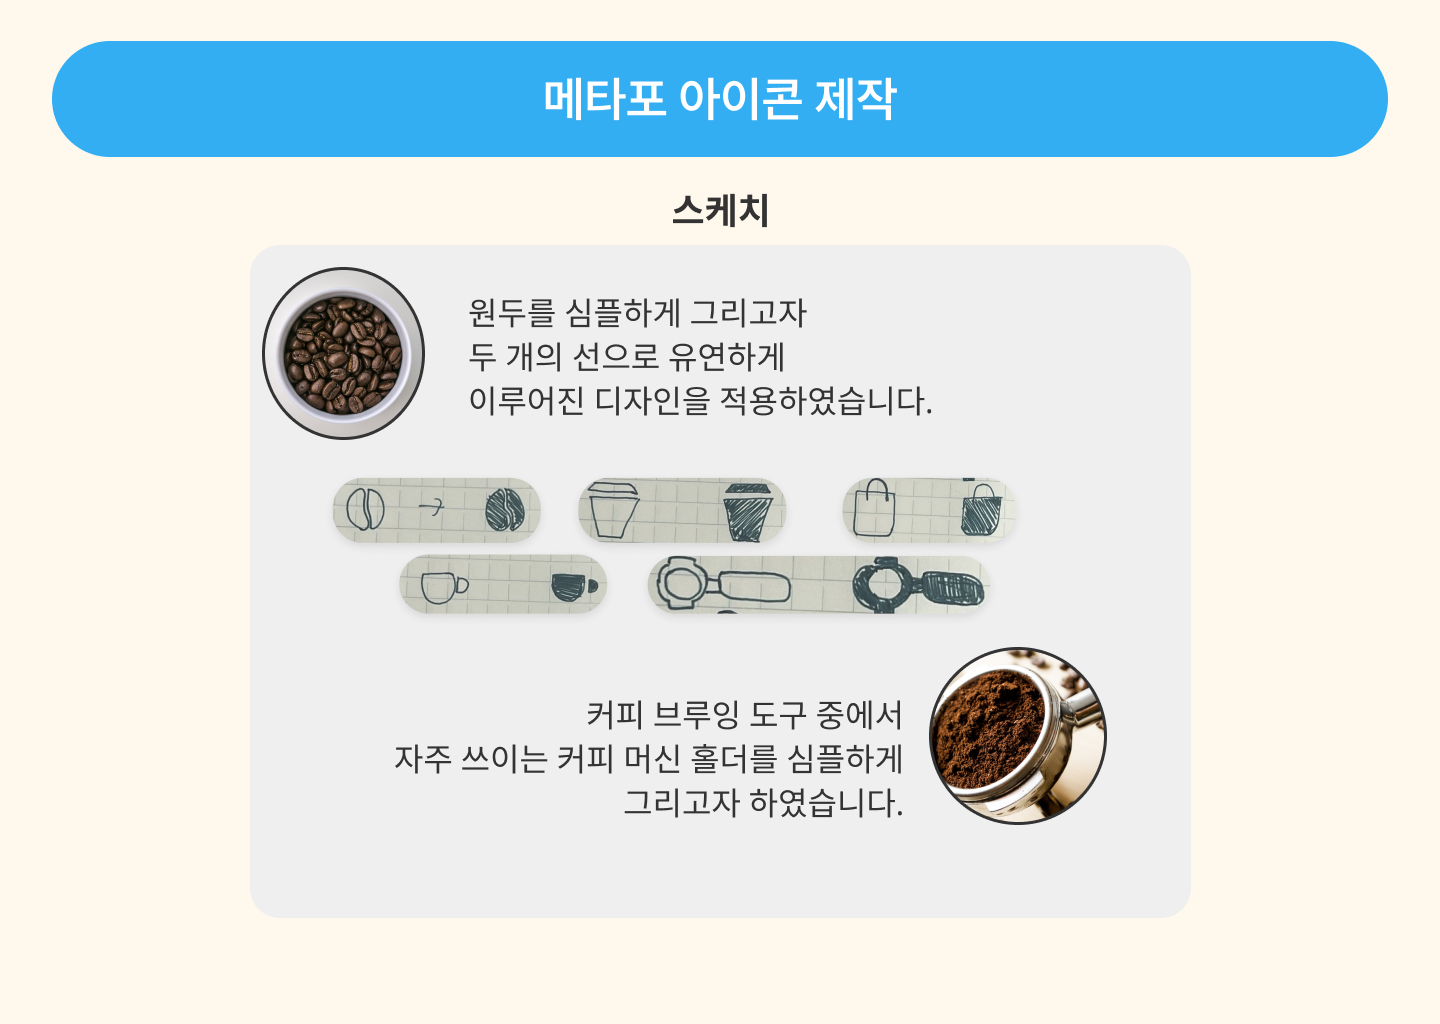 메타포 아이콘 제작
스케치
원두를 심플하게 그리고자
두 개의 선으로 유연하게
이루어진 디자인을 적용하였습니다.
커피 브루잉 도구 중에서
자주 쓰이는 커피 머신 홀더를 심플하게
그리고자 하였습니다.